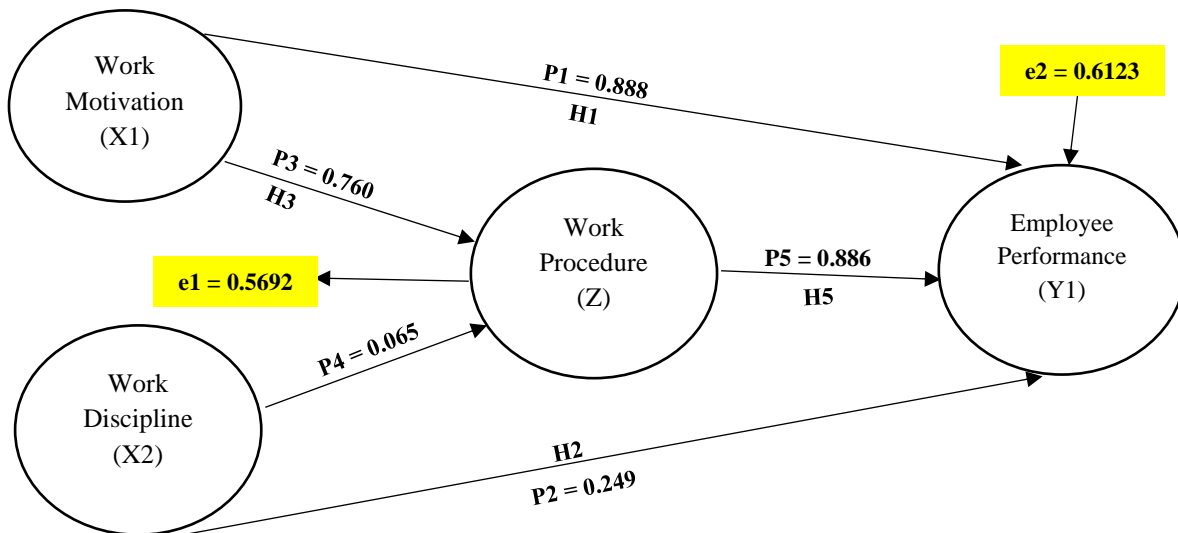 Work
Motivation
(X1)
P1 = 0.888
H1
e2 = 0.6123
P3 = 0.760
H3
Work
Procedure
(Z)
Employee
Performance
(Y1)
e1 = 0.5692
P5 = 0.886
H5
P4 = 0.065
Work
Discipline
(X2)
H2
P2 = 0.249